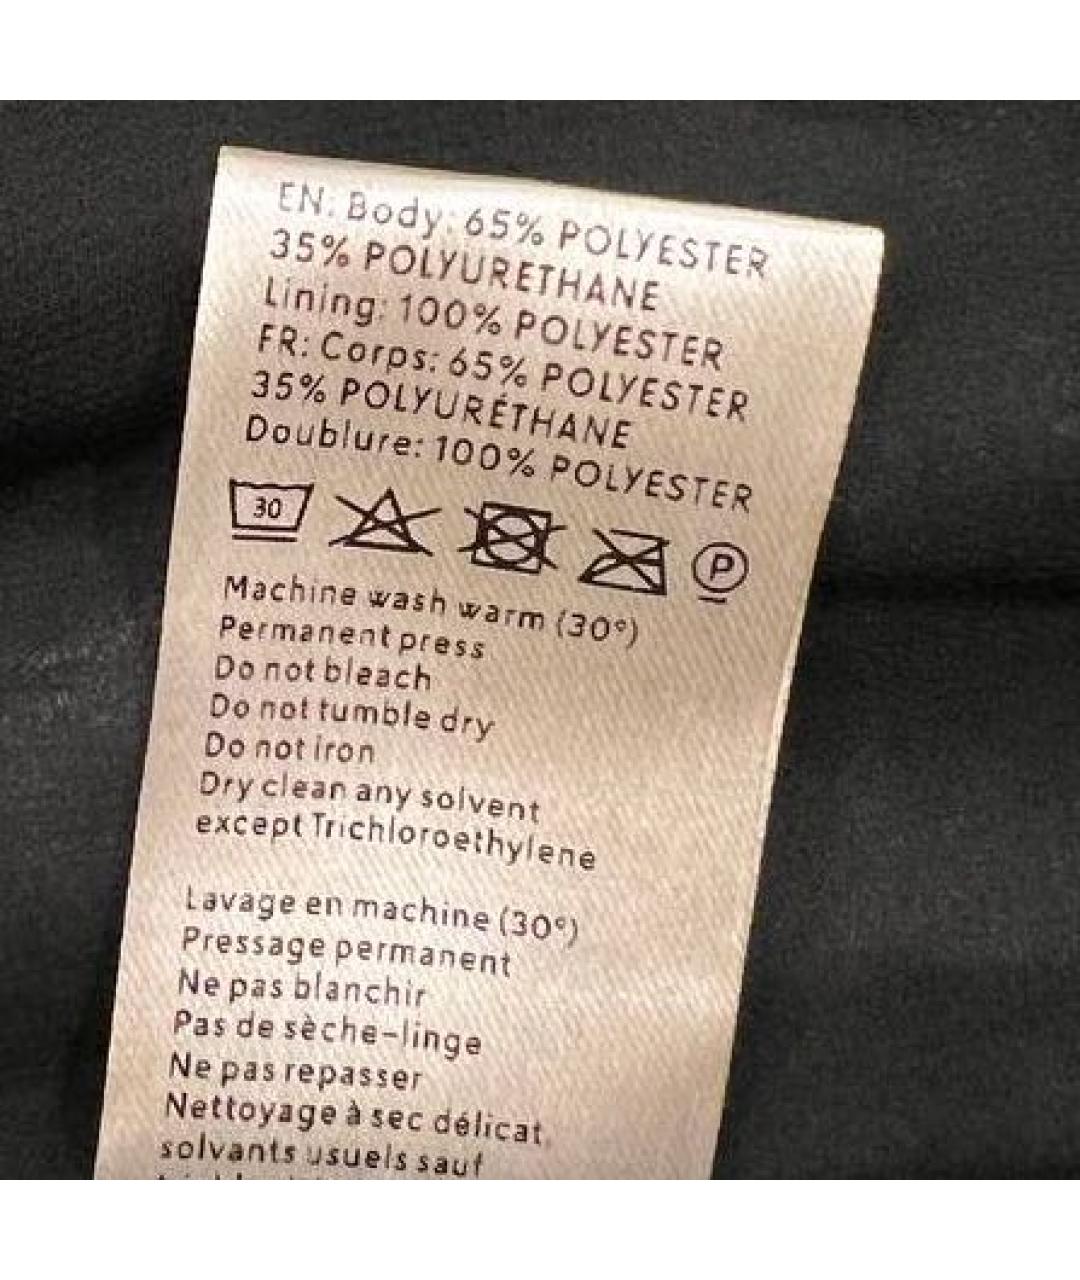 EN: Body: 65% POLYESTER
35% POLYURETHANE
Lining: 100% POLYESTER
FR: Corps: 65% POLYESTER
35% POLYURÉTHANE
Doublure: 100% POLYESTER
30 P
Machine wash warm (30°)
Permanent press
Do not bleach
Do not tumble dry
Do not iron
Dry clean any solvent
except Trichloroethylene
Lavage en machine (30°)
Pressage permanent
Ne pas blanchir
Pas de sèche-linge
Ne pas repasser
Nettoyage à sec délicat,
solvants usuels sauf